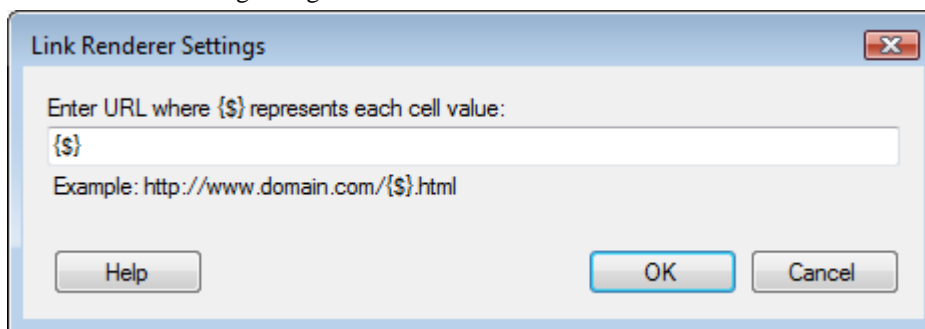 Link Renderer Settings
Enter URL where {$} represents each cell value:
{$}
Example: http://www.domain.com/{$}.html
Help OK Cancel